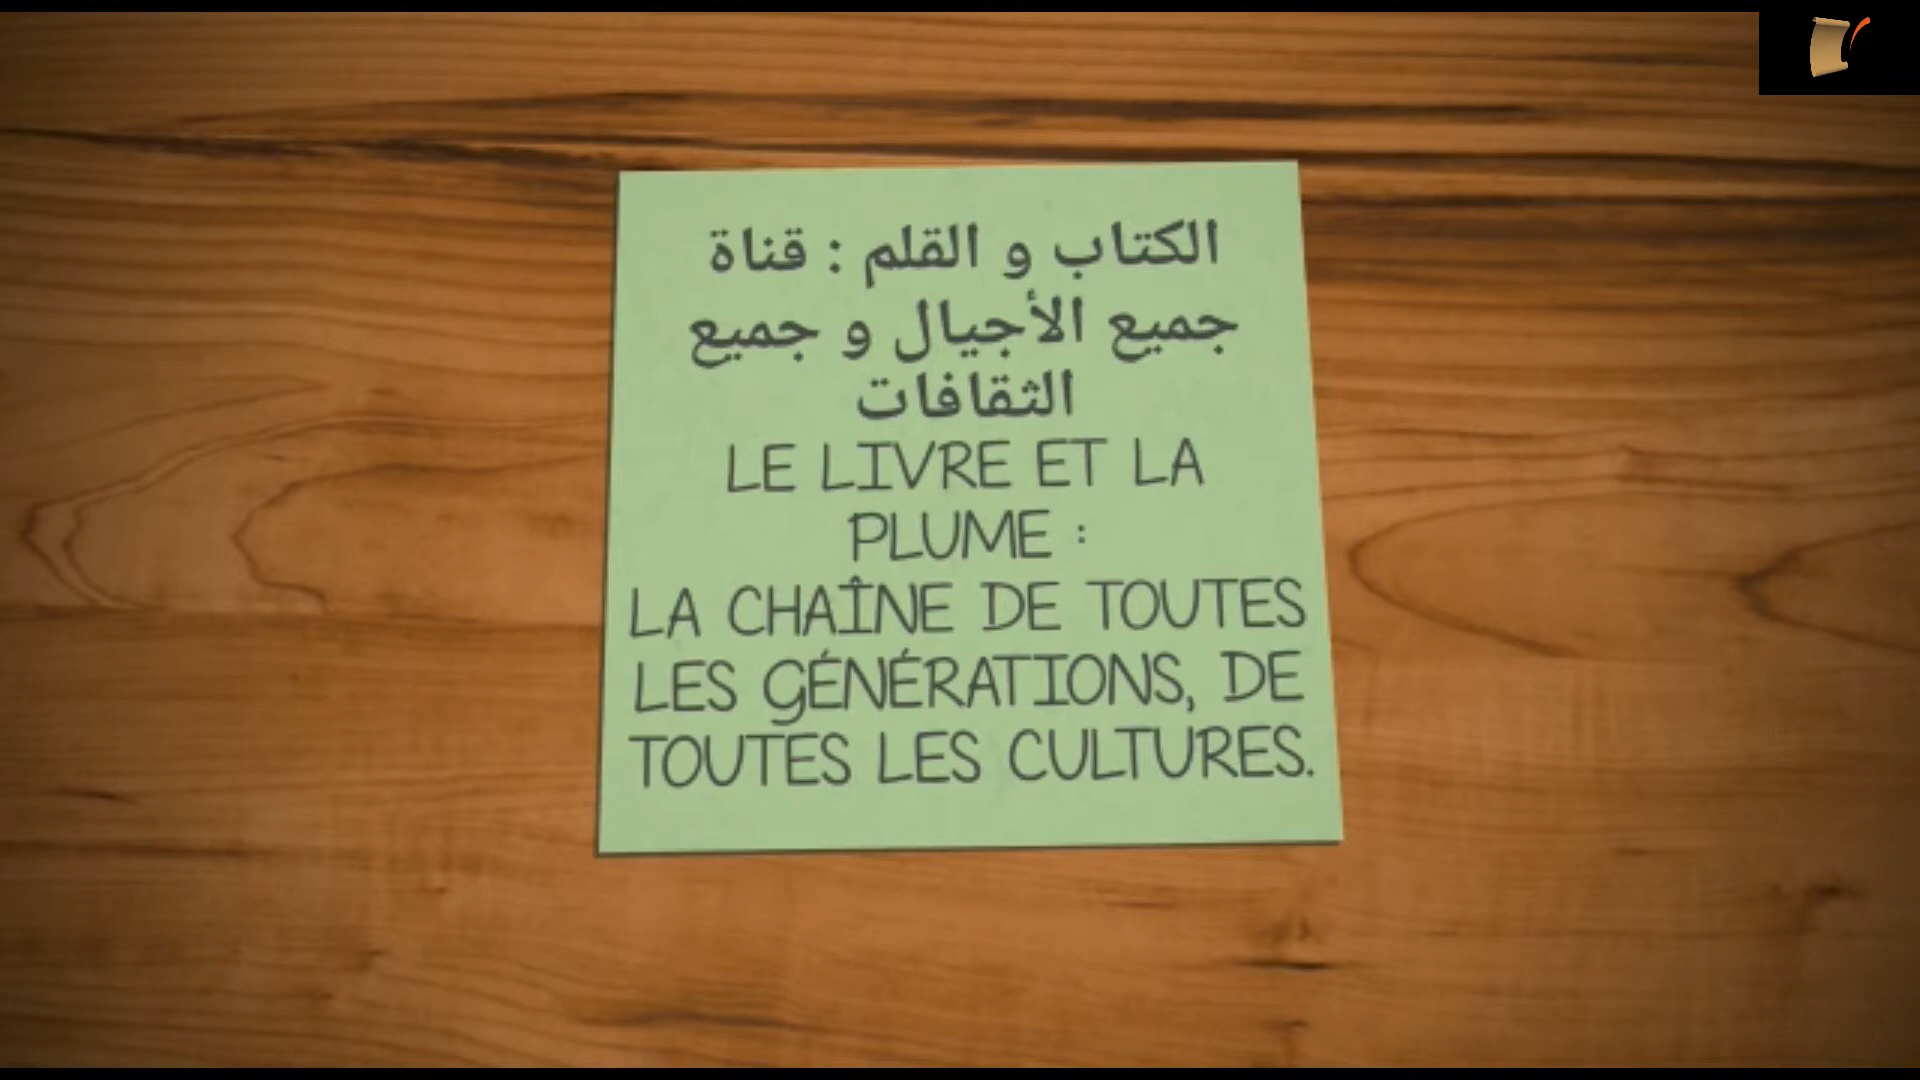 الكتاب و القلم : قناة
جميع الأجيال و جميع
الثقافات
LE LIVRE ET LA
PLUME :
LA CHAÎNE DE TOUTES
LES GÉNÉRATIONS, DE
TOUTES LES CULTURES.